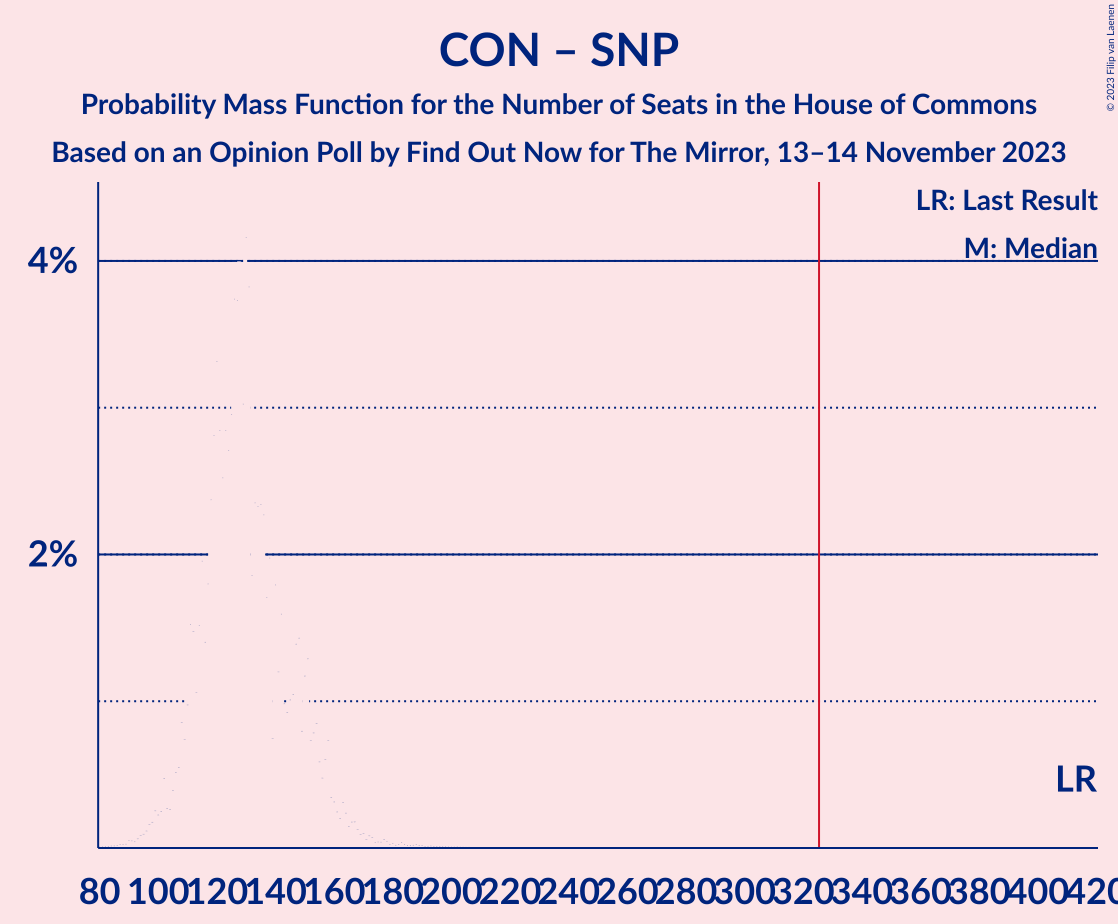 CON – SNP
Probability Mass Function for the Number of Seats in the House of Commons
Based on an Opinion Poll by Find Out Now for The Mirror, 13–14 November 2023
© 2023 Filip van Laenen
LR: Last Result
M: Median
4%
2%
LR
80 100 120 140 160 180 200 220 240 260 280 300 320 340 360 380 400 420